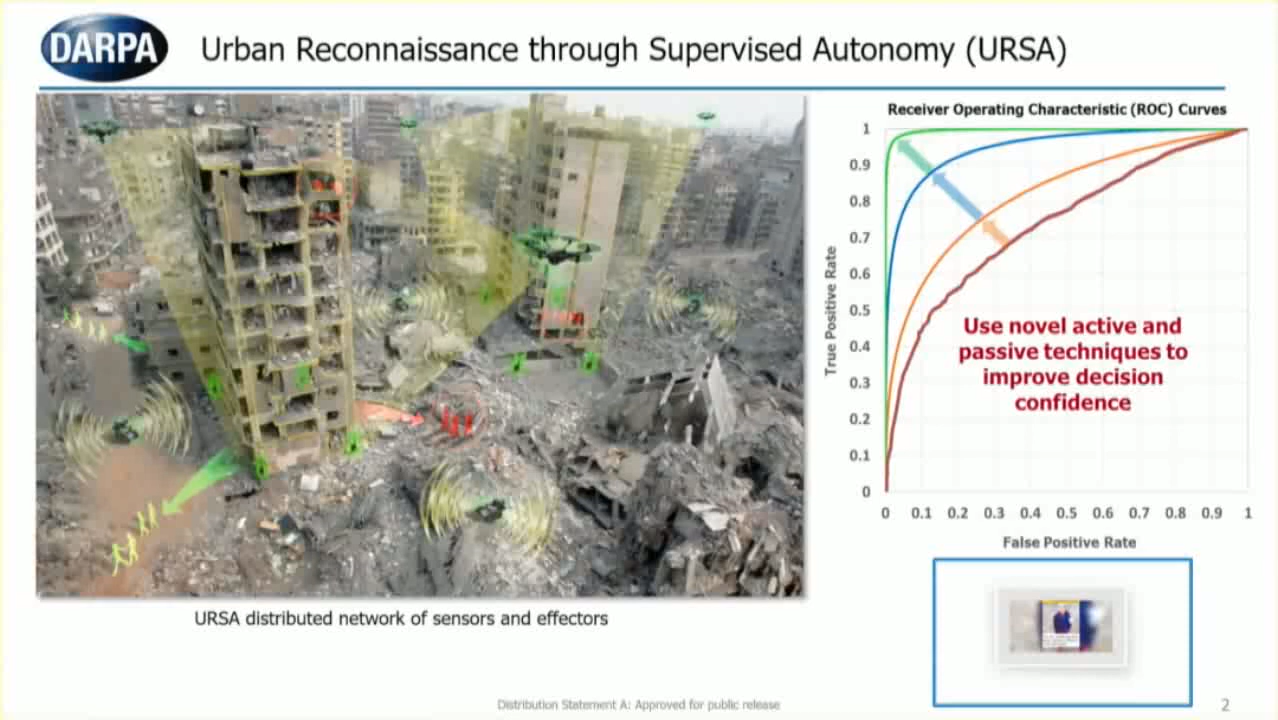 DARPA
Urban Reconnaissance through Supervised Autonomy (URSA)
Receiver Operating Characteristic (ROC) Curves
True Positive Rate
1
0.9
0.8
0.7
0.6
0.5
0.4
0.3
0.2
0.1
0
Use novel active and
passive techniques to
improve decision
confidence
0 0.1 0.2 0.3 0.4 0.5 0.6 0.7 0.8 0.9 1
False Positive Rate
URSA distributed network of sensors and effectors
Distribution Statement A: Approved for public release
2